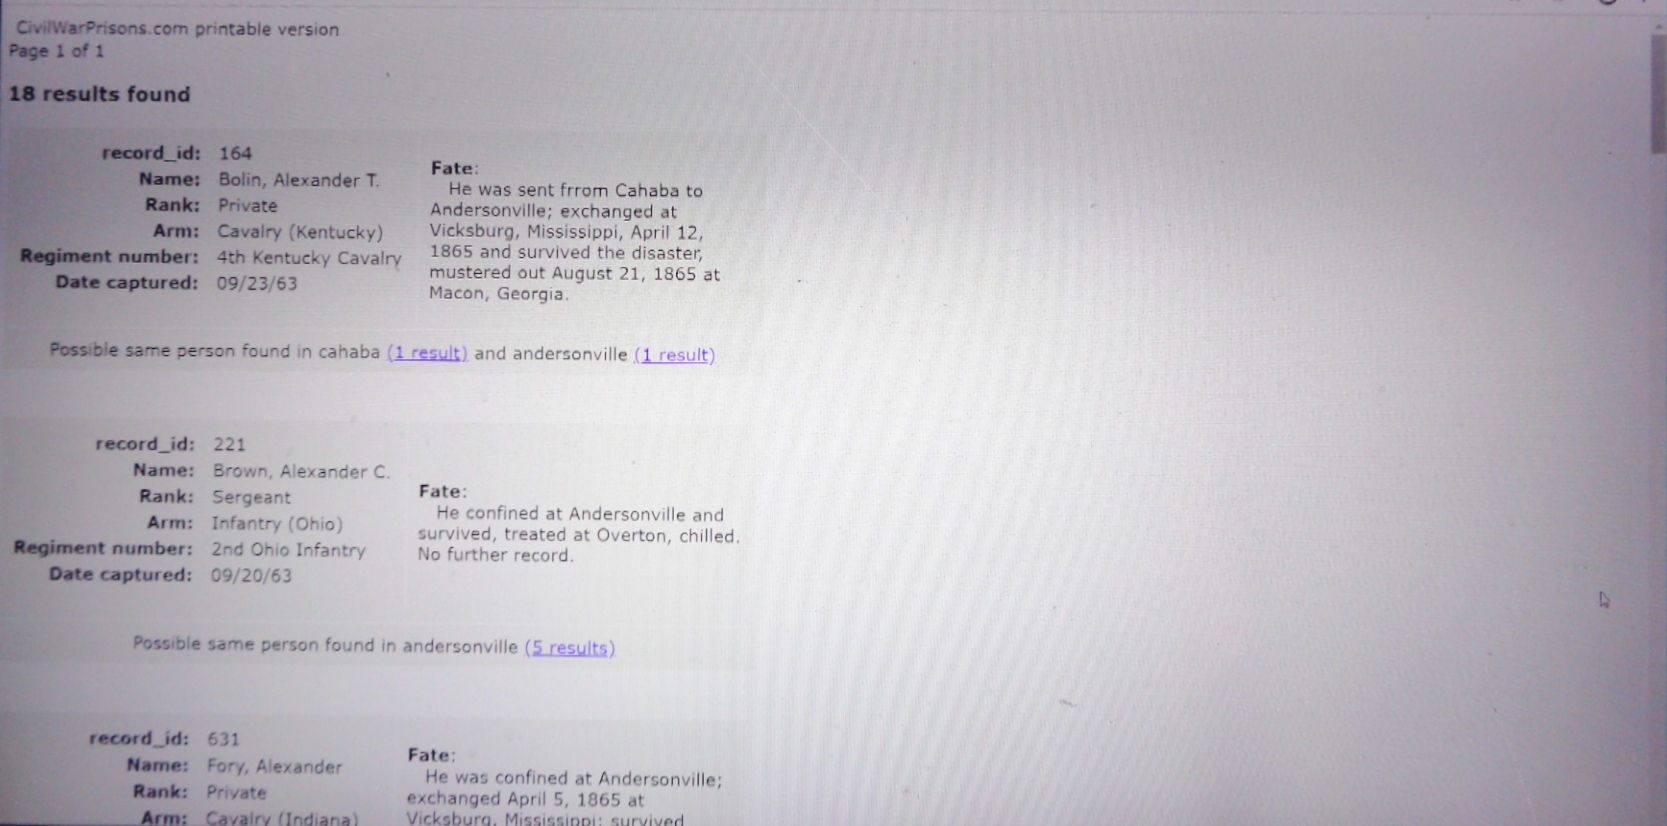 CivilWarPrisons.com printable version
Page 1 of 1
18 results found
record_id: 164
Name: Bolin, Alexander T.
Rank: Private
Arm: Cavalry (Kentucky)
Regiment number: 4th Kentucky Cavalry
Date captured: 09/23/63
Fate:
He was sent frrom Cahaba to
Andersonville; exchanged at
Vicksburg, Mississippi, April 12,
1865 and survived the disaster,
mustered out August 21, 1865 at
Macon, Georgia.
Possible same person found in cahaba (1 result) and andersonville (1 result)
record_id: 221
Name: Brown, Alexander C.
Rank: Sergeant
Arm: Infantry (Ohio)
Regiment number: 2nd Ohio Infantry
Date captured: 09/20/63
Fate:
He confined at Andersonville and
survived, treated at Overton, chilled.
No further record.
Possible same person found in andersonville (5 results)
record_id: 631
Name: Fory, Alexander
Rank: Private
Arm: Cavalry (Indiana)
Fate:
He was confined at Andersonville;
exchanged April 5, 1865 at
Vicksburg, Mississippi; survived